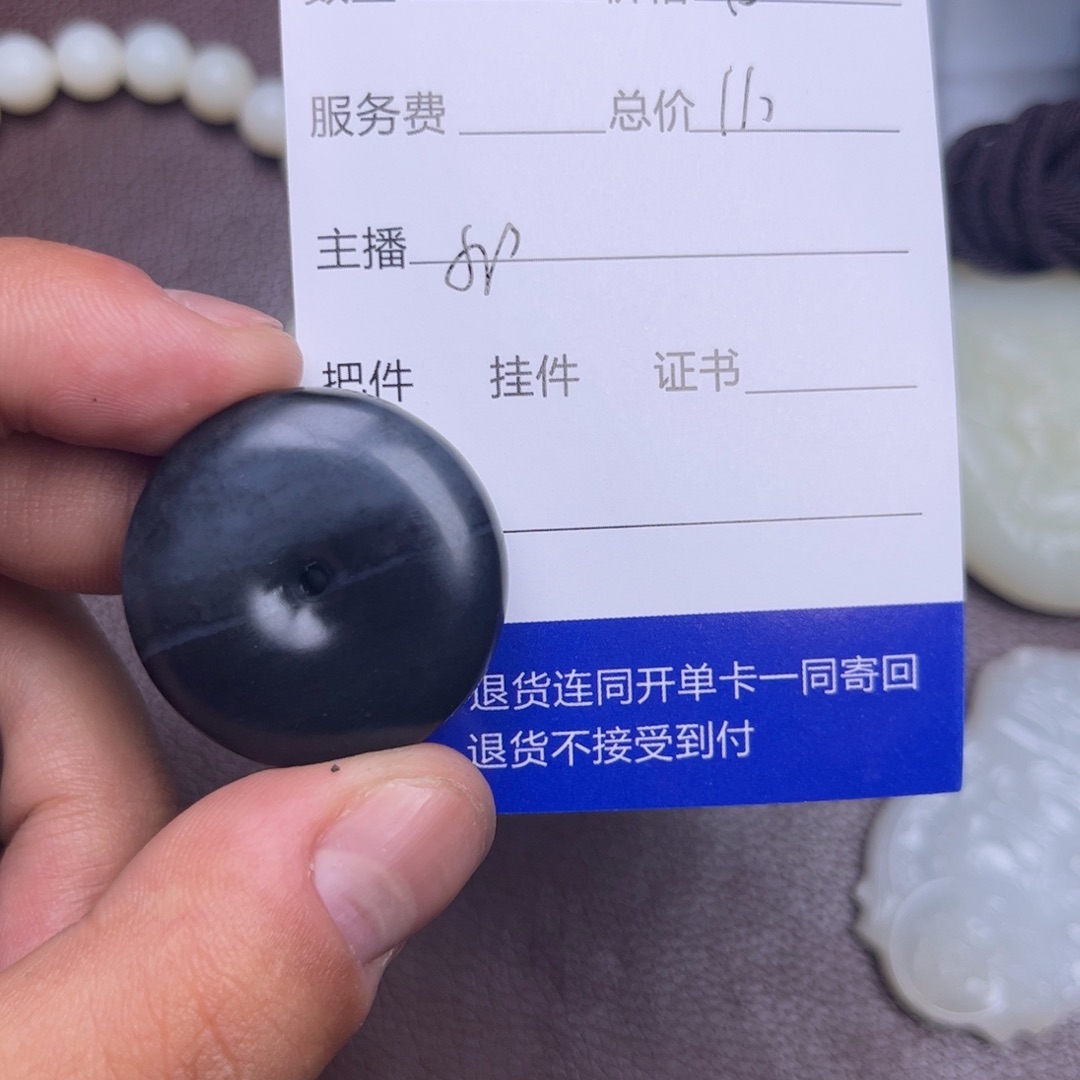 服务费 总价 110
主播
把件 挂件 证书
退货连同开单卡一同寄回
退货不接受到付